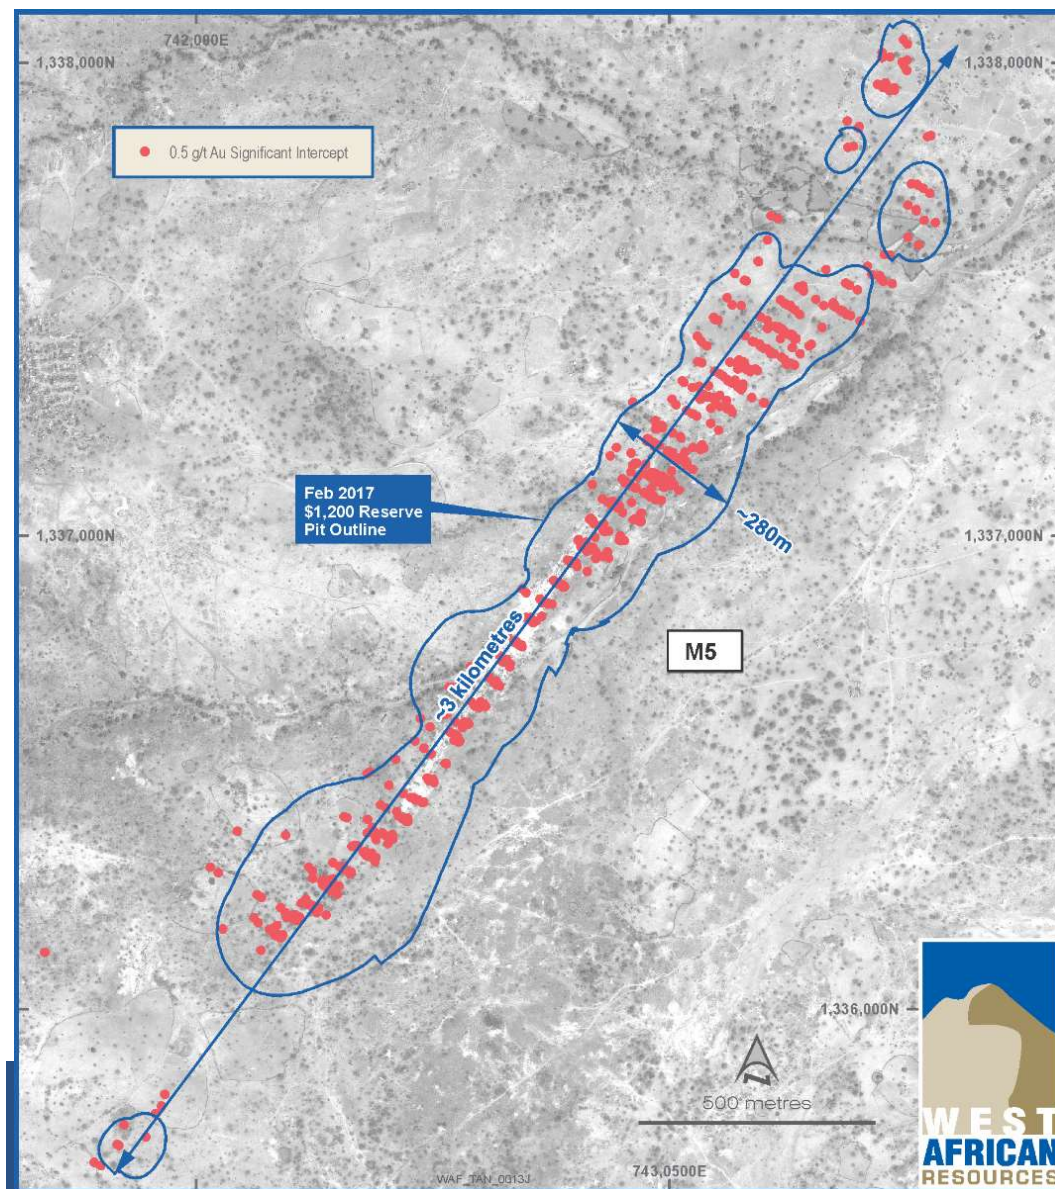 742,000E
1,338,000N
1,338,000N
0.5 g/t Au Significant Intercept
Feb 2017
$1,200 Reserve
Pit Outline
1,337,000N
1,337,000N
~280m
~3 kilometres
M5
1,336,000N
N
500 metres
743,0500E
WAF_TAN_0013J
WEST
AFRICAN
RESOURCES